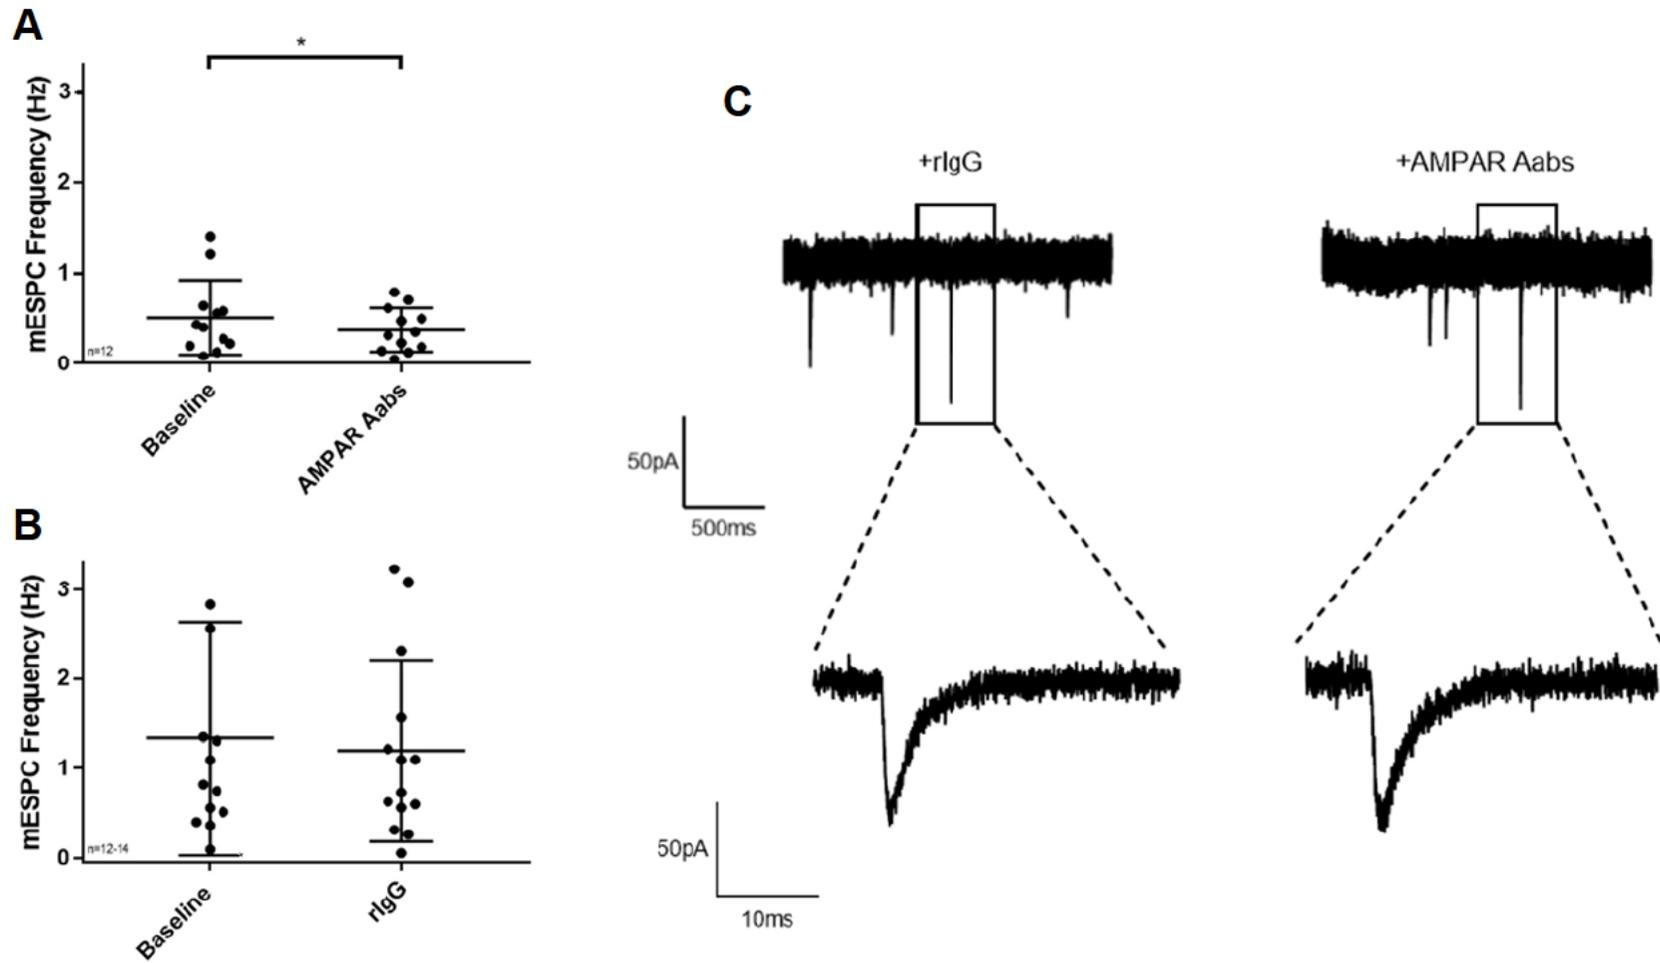 A
*
mESPC Frequency (Hz)
3
2
1
0
n=12
Baseline
AMPAR Aabs
B
mESPC Frequency (Hz)
3
2
1
0
n=12-14
Baseline
rIgG
C
+rIgG
+AMPAR Aabs
50pA
500ms
50pA
10ms